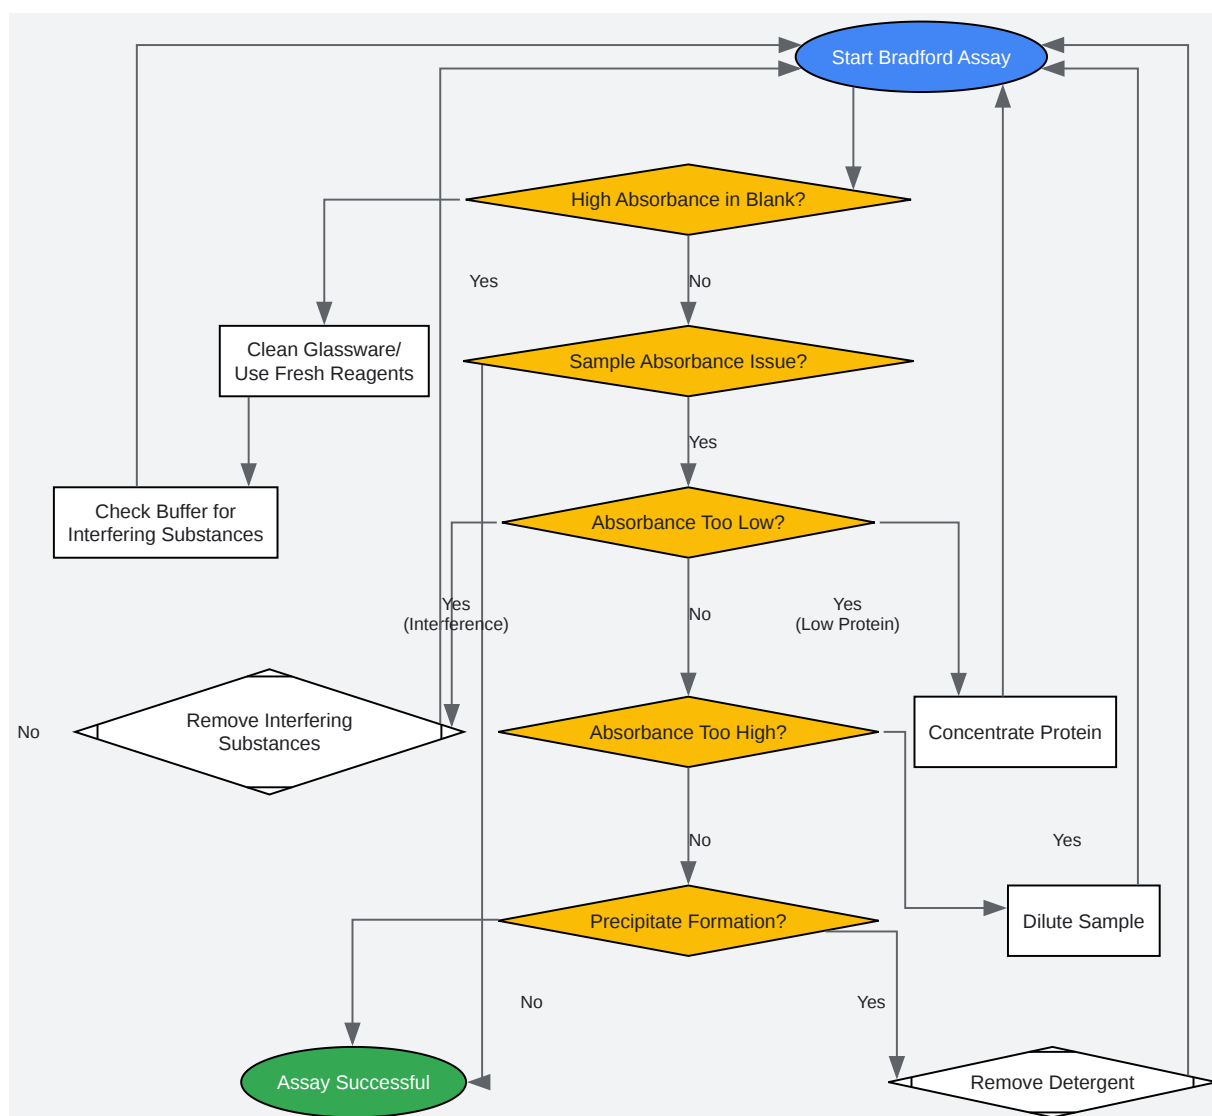 Start Bradford Assay
High Absorbance in Blank?
Yes
No
Clean Glassware/
Use Fresh Reagents
Sample Absorbance Issue?
Yes
Check Buffer for
Interfering Substances
Absorbance Too Low?
Yes
(Interference)
No
Yes
(Low Protein)
No
Remove Interfering
Substances
Absorbance Too High?
Concentrate Protein
No
Yes
Precipitate Formation?
Dilute Sample
No
Yes
Assay Successful
Remove Detergent